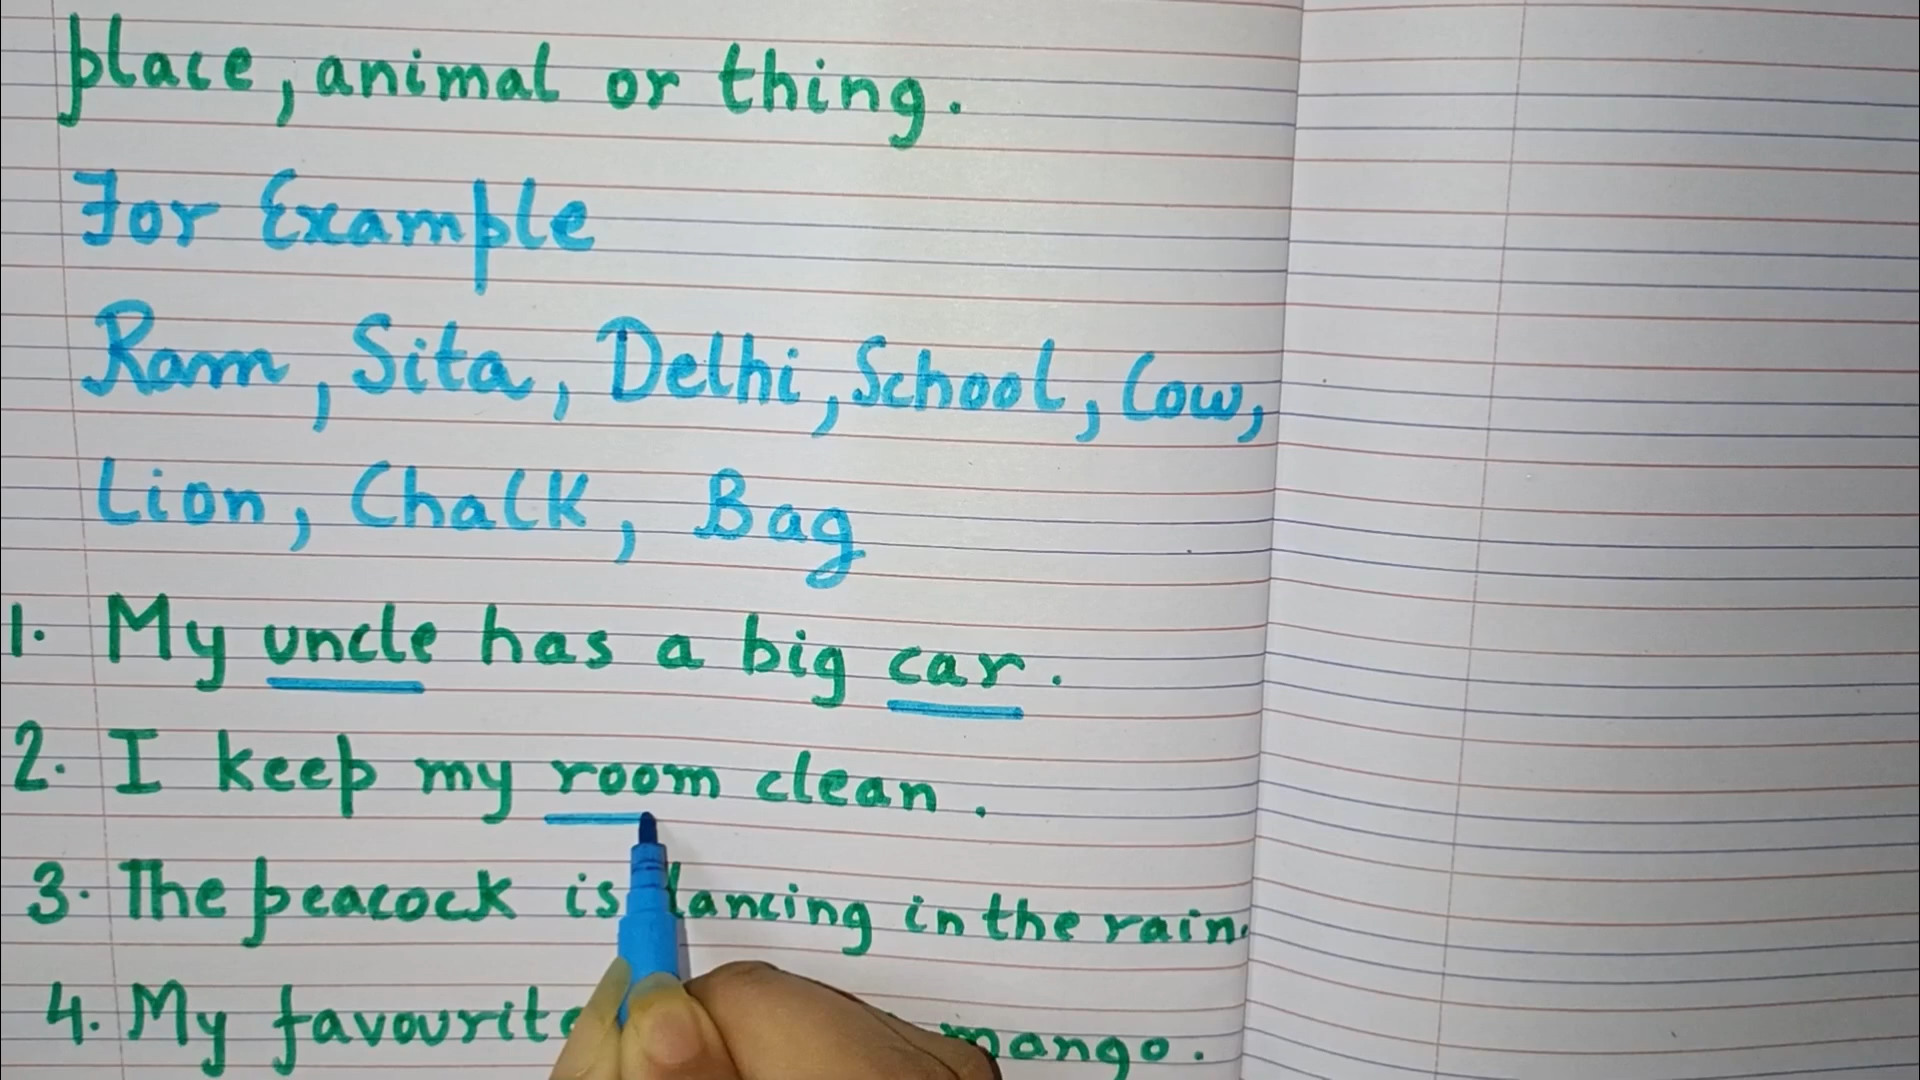 place, animal or thing.
For Example
Ram, Sita, Delhi, School, Cow,
Lion, Chalk, Bag
1. My uncle has a big car.
2. I keep my room clean.
3. The peacock is dancing in the rain.
4. My favourite mango.